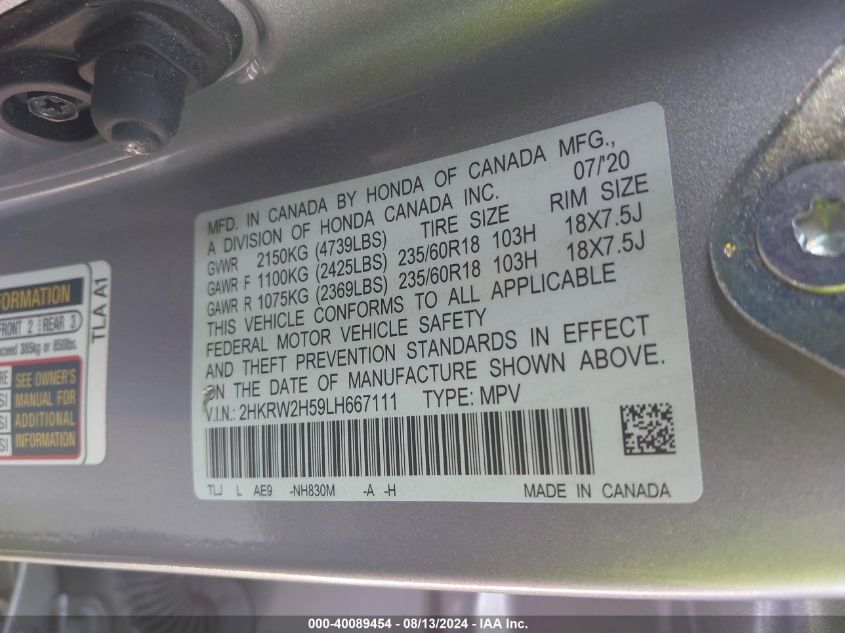 MFD. IN CANADA BY HONDA OF CANADA MFG.,
A DIVISION OF HONDA CANADA INC. 07/'20
TIRE SIZE RIM SIZE
GVWR 2150KG (4739LBS)
GAWR F 1100KG (2425LBS) 235/60R18 103H 18X7.5J
GAWR R 1075KG (2369LBS) 235/60R18 103H 18X7.5J
THIS VEHICLE CONFORMS TO ALL APPLICABLE
FEDERAL MOTOR VEHICLE SAFETY
AND THEFT PREVENTION STANDARDS IN EFFECT
ON THE DATE OF MANUFACTURE SHOWN ABOVE.
V.I.N.: 2HKRW2H59LH667111 TYPE: MPV
TLJ L AE9 -NH830M -A -H MADE IN CANADA
FRONT 2 REAR 3
exceed 385kg or 850lbs.
SEE OWNER'S
MANUAL FOR
ADDITIONAL
INFORMATION
TLA A1
000-40089454 - 08/13/2024 - IAA Inc.